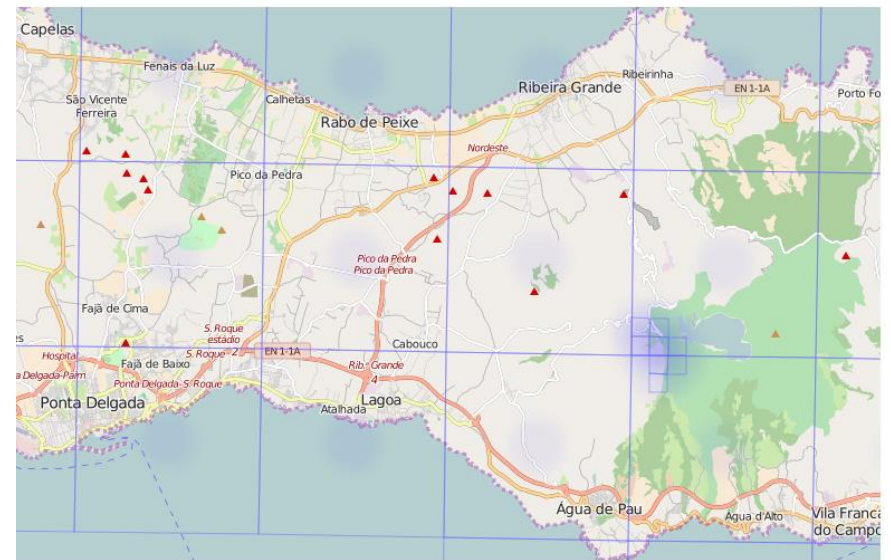 Capelas
Fenais da Luz
São Vicente
Ferreira
Calhetas
Rabo de Peixe
Ribeira Grande
Ribeirinha
EN 1-1A
Porto Fo
Nordeste
Pico da Pedra
Pico da Pedra
Pico da Pedra
Fajã de Cima
S. Roque
estádio
S. Roque 2
EN 1-1A
Cabouco
es
Hospital
Fajã de Baixo
Rib.ª Grande
4
a Delgada-Paim
Ponta Delgada-S. Roque
Ponta Delgada
Atalhada
Lagoa
Água de Pau
Água d'Alto
Vila Franca
do Campo